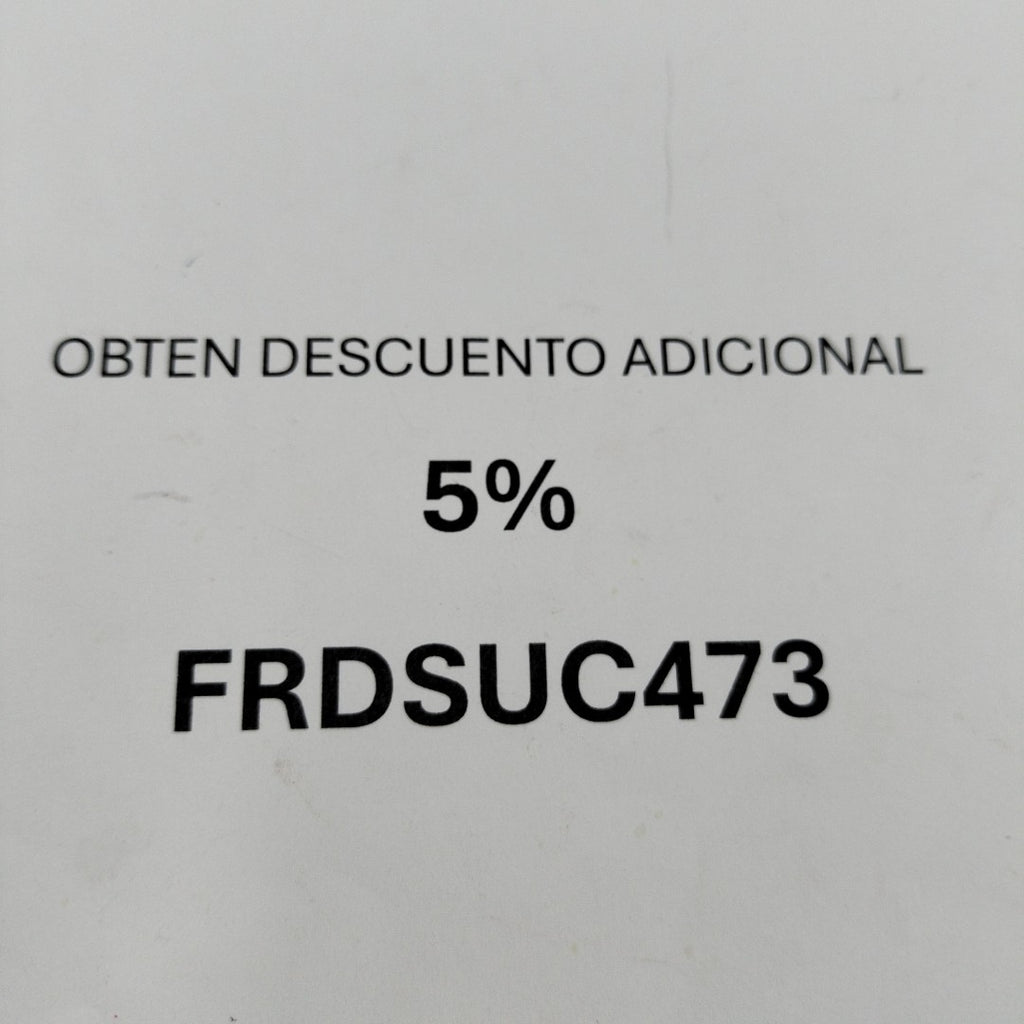 OBTEN DESCUENTO ADICIONAL
5%
FRDSUC473